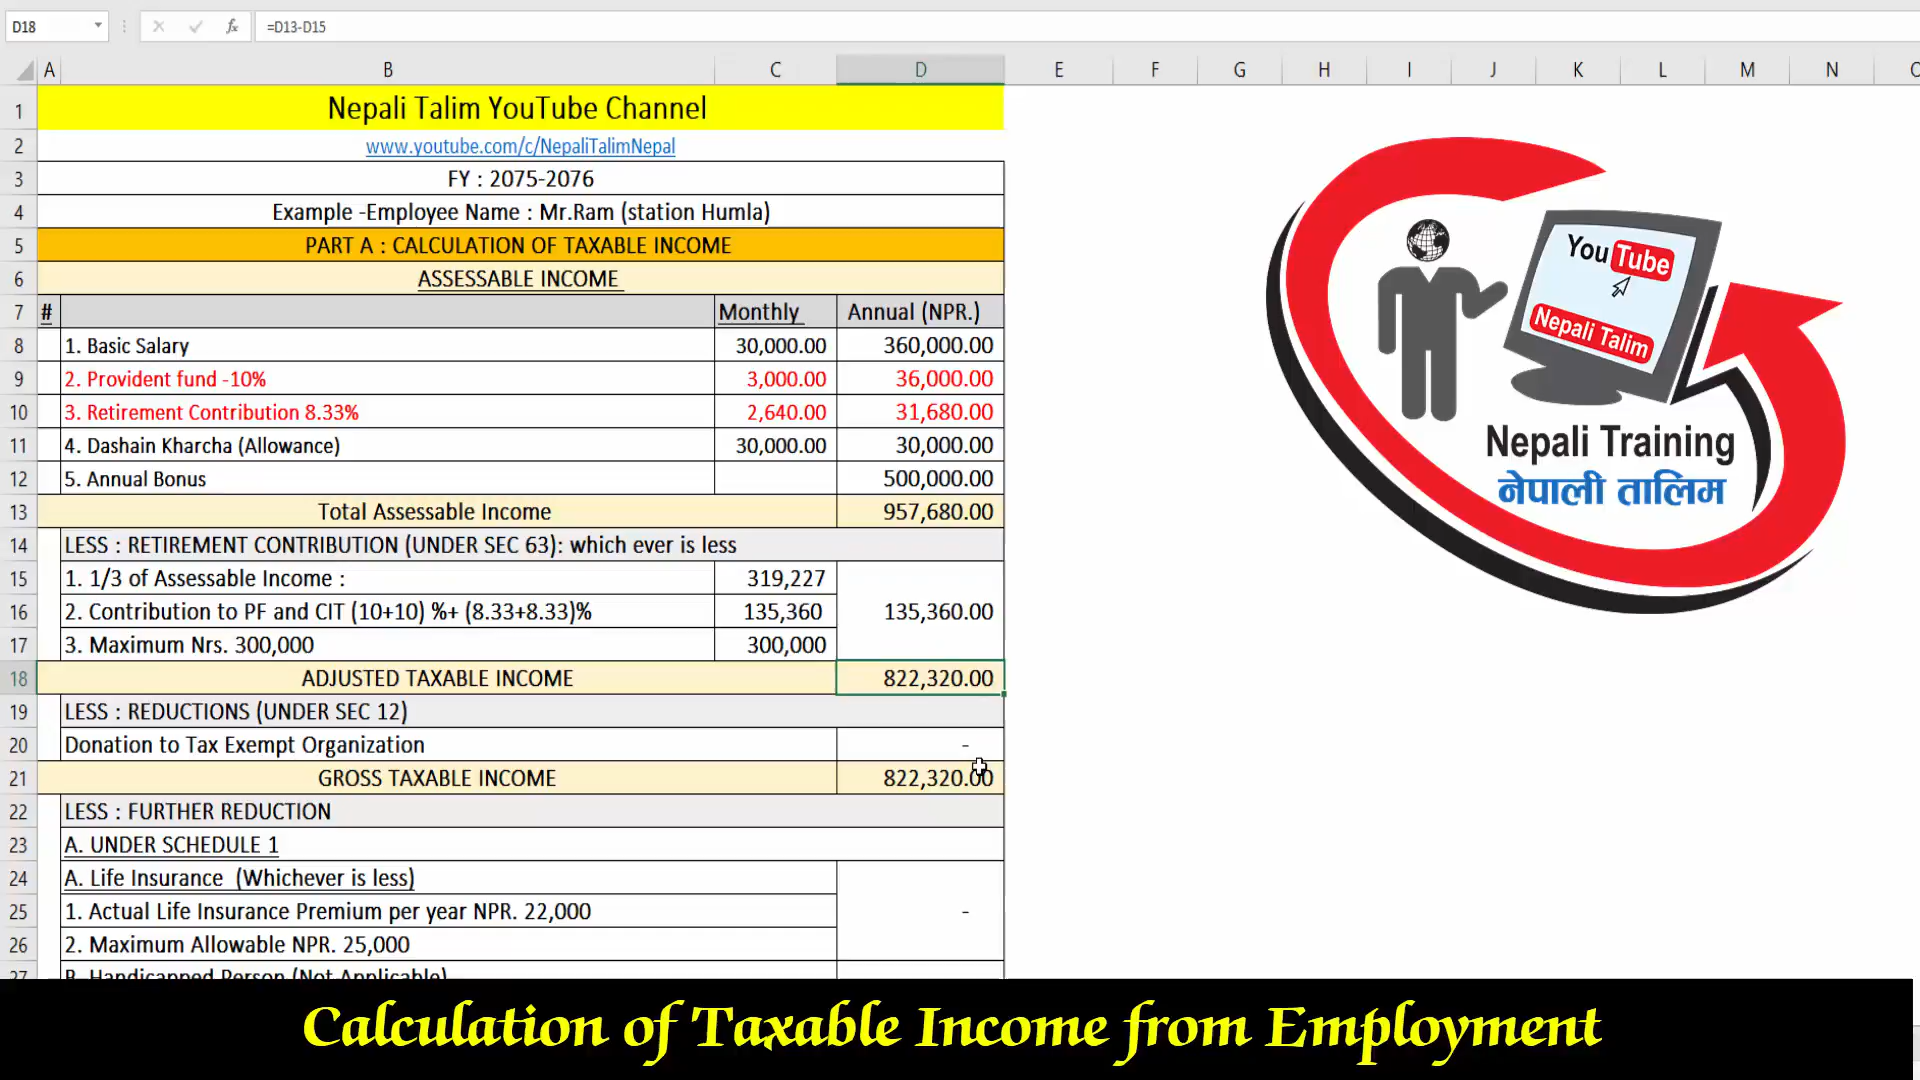 D18 fx =D13-D15
A B C D E F G H I J K L M N
1 Nepali Talim YouTube Channel
2 www.youtube.com/c/NepaliTalimNepal
3 FY : 2075-2076
4 Example -Employee Name : Mr.Ram (station Humla)
5 PART A : CALCULATION OF TAXABLE INCOME
6 ASSESSABLE INCOME
7 # Monthly Annual (NPR.)
8 1. Basic Salary 30,000.00 360,000.00
9 2. Provident fund -10% 3,000.00 36,000.00
10 3. Retirement Contribution 8.33% 2,640.00 31,680.00
11 4. Dashain Kharcha (Allowance) 30,000.00 30,000.00
12 5. Annual Bonus 500,000.00
13 Total Assessable Income 957,680.00
14 LESS : RETIREMENT CONTRIBUTION (UNDER SEC 63): which ever is less
15 1. 1/3 of Assessable Income : 319,227
16 2. Contribution to PF and CIT (10+10) %+ (8.33+8.33)% 135,360 135,360.00
17 3. Maximum Nrs. 300,000 300,000
18 ADJUSTED TAXABLE INCOME 822,320.00
19 LESS : REDUCTIONS (UNDER SEC 12)
20 Donation to Tax Exempt Organization -
21 GROSS TAXABLE INCOME 822,320.00
22 LESS : FURTHER REDUCTION
23 A. UNDER SCHEDULE 1
24 A. Life Insurance (Whichever is less)
25 1. Actual Life Insurance Premium per year NPR. 22,000 -
26 2. Maximum Allowable NPR. 25,000
27 B. Handicapped Person (Not Applicable)
You Tube
Nepali Talim
Nepali Training
नेपाली तालिम
Calculation of Taxable Income from Employment